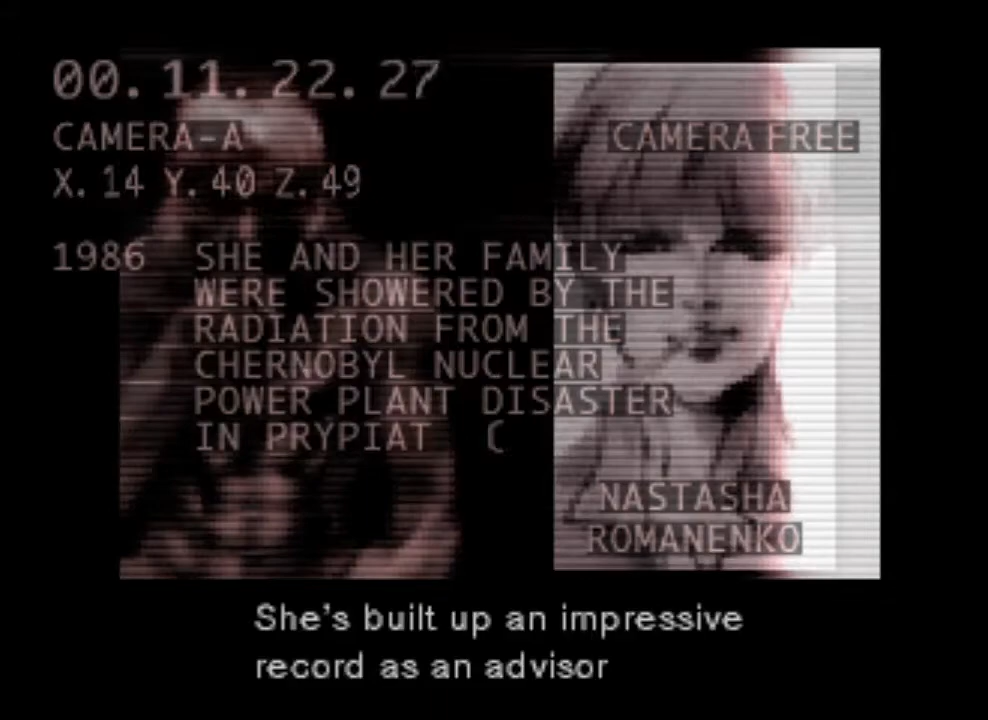 00.11.22.27
CAMERA-A
CAMERA FREE
X.14 Y.40 Z.49
1986 SHE AND HER FAMILY
WERE SHOWERED BY THE
RADIATION FROM THE
CHERNOBYL NUCLEAR
POWER PLANT DISASTER
IN PRYPIAT (
NASTASHA
ROMANENKO
She's built up an impressive
record as an advisor